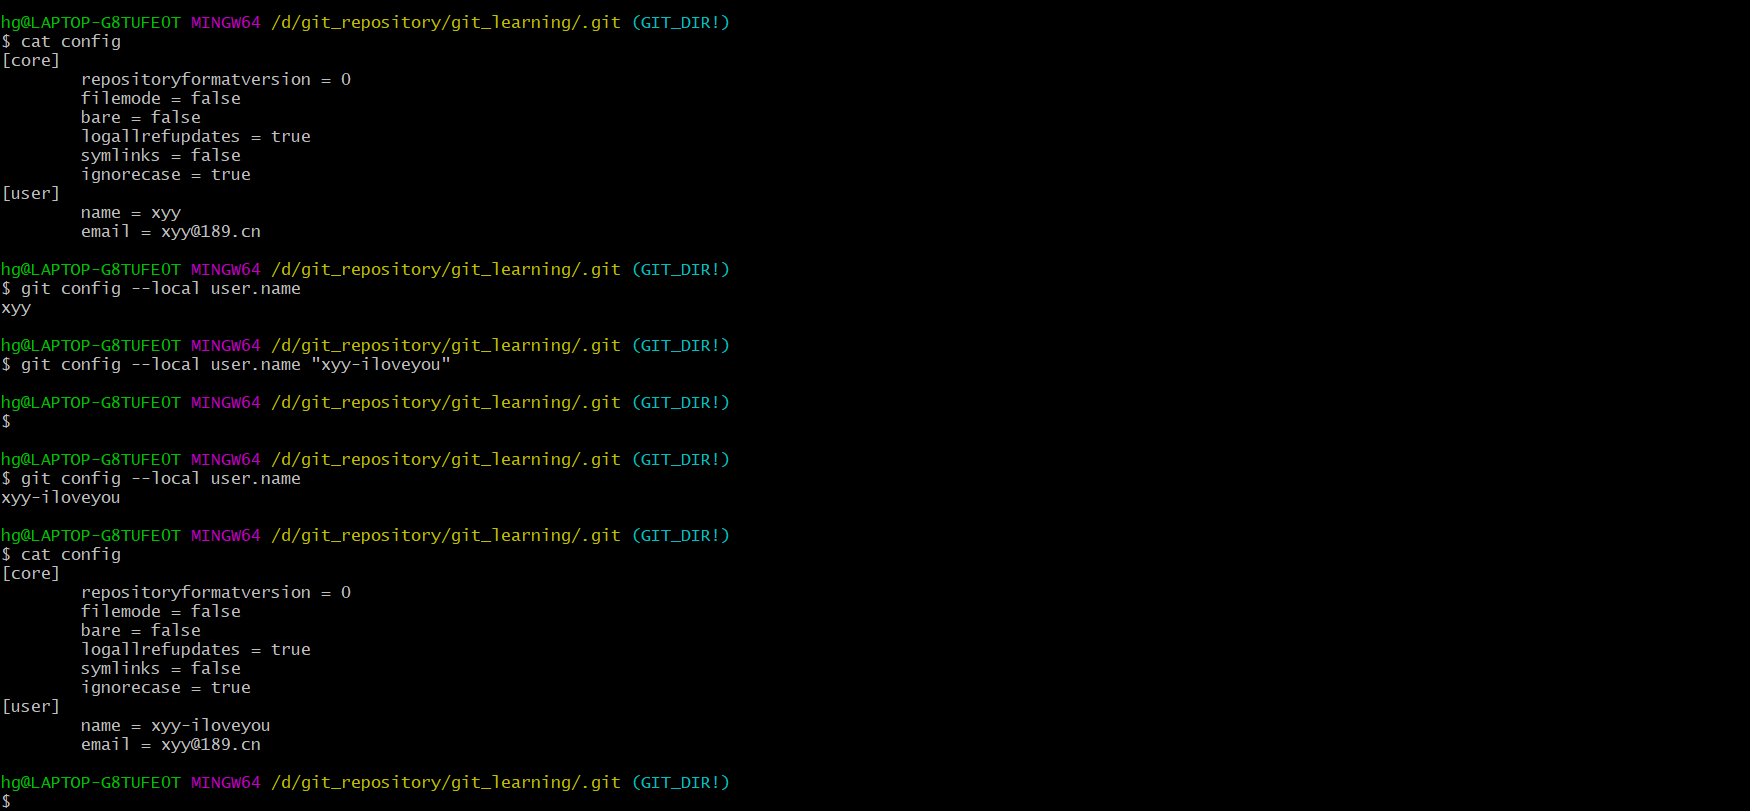 hg@LAPTOP-G8TUFE0T MINGW64 /d/git_repository/git_learning/.git (GIT_DIR!)
$ cat config
[core]
        repositoryformatversion = 0
        filemode = false
        bare = false
        logallrefupdates = true
        symlinks = false
        ignorecase = true
[user]
        name = xyy
        email = xyy@189.cn

hg@LAPTOP-G8TUFE0T MINGW64 /d/git_repository/git_learning/.git (GIT_DIR!)
$ git config --local user.name
xyy

hg@LAPTOP-G8TUFE0T MINGW64 /d/git_repository/git_learning/.git (GIT_DIR!)
$ git config --local user.name "xyy-iloveyou"

hg@LAPTOP-G8TUFE0T MINGW64 /d/git_repository/git_learning/.git (GIT_DIR!)
$

hg@LAPTOP-G8TUFE0T MINGW64 /d/git_repository/git_learning/.git (GIT_DIR!)
$ git config --local user.name
xyy-iloveyou

hg@LAPTOP-G8TUFE0T MINGW64 /d/git_repository/git_learning/.git (GIT_DIR!)
$ cat config
[core]
        repositoryformatversion = 0
        filemode = false
        bare = false
        logallrefupdates = true
        symlinks = false
        ignorecase = true
[user]
        name = xyy-iloveyou
        email = xyy@189.cn

hg@LAPTOP-G8TUFE0T MINGW64 /d/git_repository/git_learning/.git (GIT_DIR!)
$